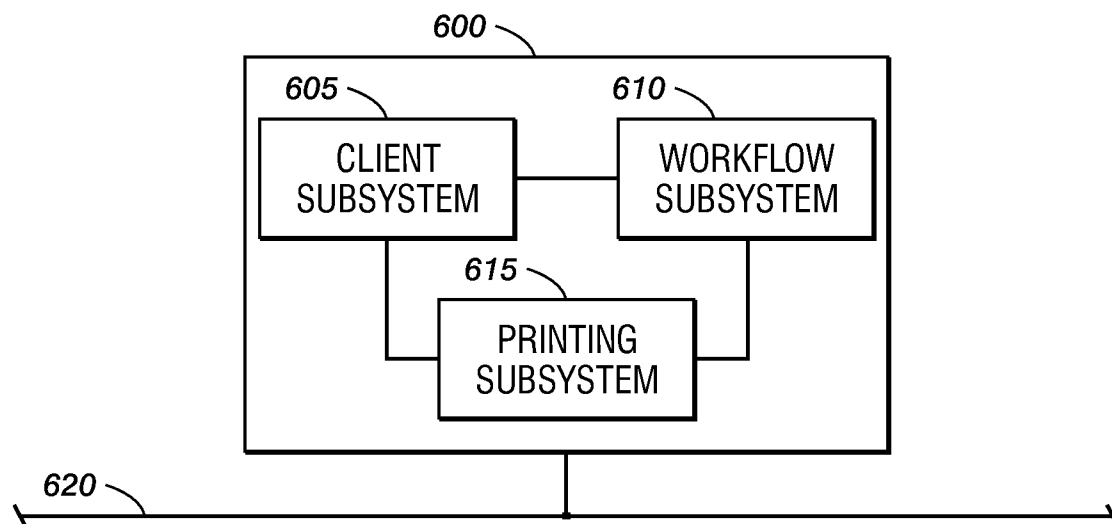 600
605
610
CLIENT
SUBSYSTEM
WORKFLOW
SUBSYSTEM
615
PRINTING
SUBSYSTEM
620